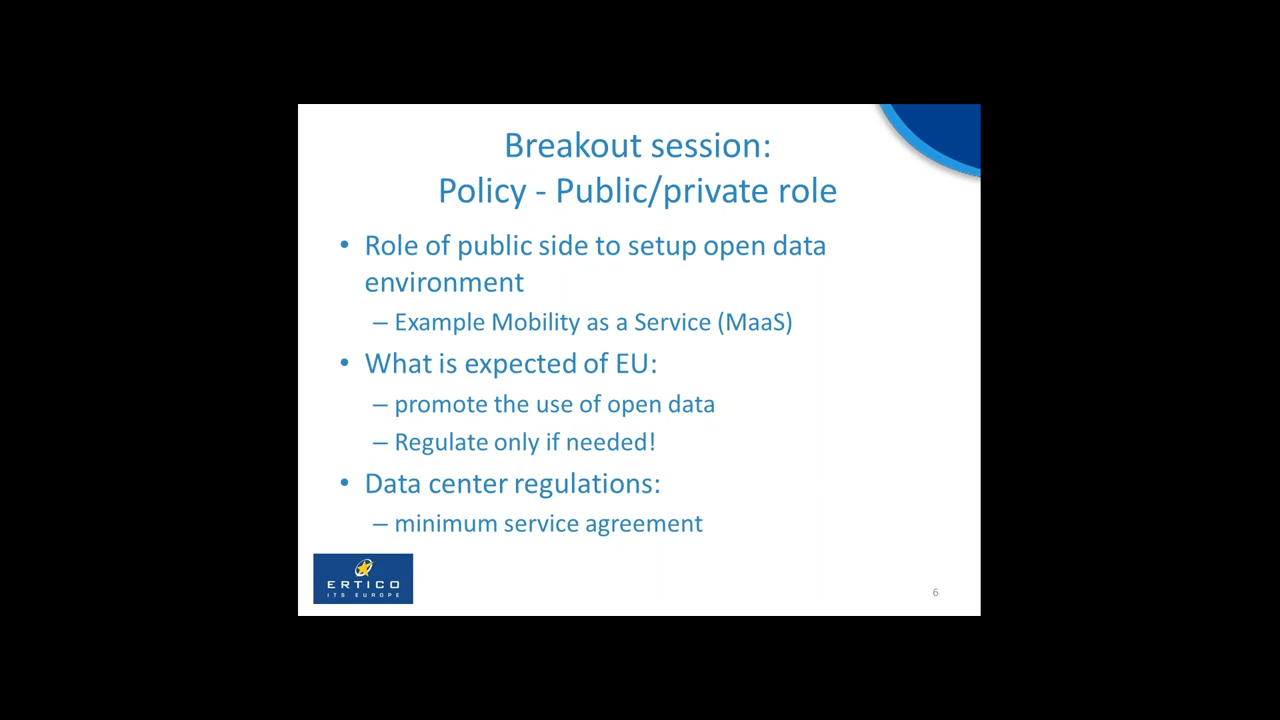 Breakout session:
Policy - Public/private role
• Role of public side to setup open data
environment
– Example Mobility as a Service (MaaS)
• What is expected of EU:
– promote the use of open data
– Regulate only if needed!
• Data center regulations:
– minimum service agreement
ERTICO
ITS EUROPE
6